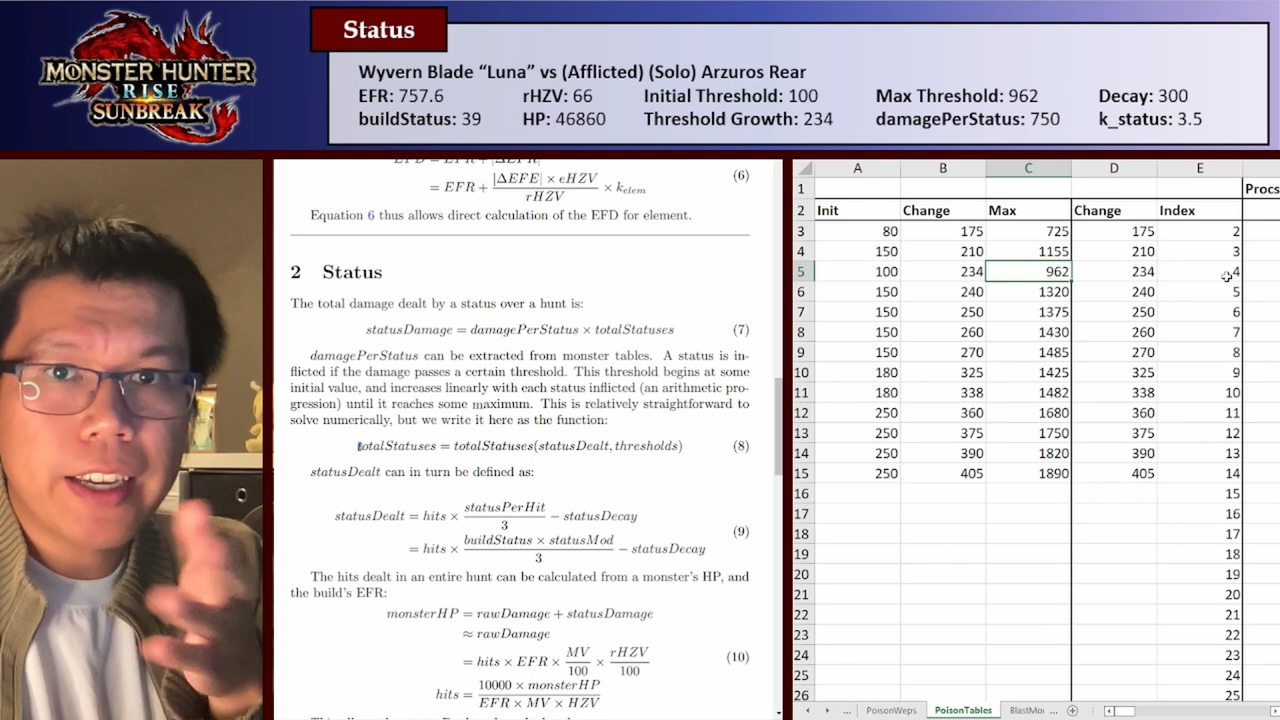 MONSTER HUNTER
RISE
SUNBREAK
Status
Wyvern Blade “Luna” vs (Afflicted) (Solo) Arzuros Rear
EFR: 757.6 rHZV: 66 Initial Threshold: 100 Max Threshold: 962 Decay: 300
buildStatus: 39 HP: 46860 Threshold Growth: 234 damagePerStatus: 750 k_status: 3.5
= EFR + |ΔEFE| × eHZV / rHZV × k_elem (6)
Equation 6 thus allows direct calculation of the EFD for element.
2 Status
The total damage dealt by a status over a hunt is:
statusDamage = damagePerStatus × totalStatuses (7)
damagePerStatus can be extracted from monster tables. A status is in-
flicted if the damage passes a certain threshold. This threshold begins at some
initial value, and increases linearly with each status inflicted (an arithmetic pro-
gression) until it reaches some maximum. This is relatively straightforward to
solve numerically, but we write it here as the function:
totalStatuses = totalStatuses(statusDealt, thresholds) (8)
statusDealt can in turn be defined as:
statusDealt = hits × statusPerHit / 3 − statusDecay
= hits × buildStatus × statusMod / 3 − statusDecay (9)
The hits dealt in an entire hunt can be calculated from a monster's HP, and
the build's EFR:
monsterHP = rawDamage + statusDamage
≈ rawDamage
= hits × EFR × MV / 100 × rHZV / 100 (10)
hits = 10000 × monsterHP / EFR × MV × HZV
A B C D E
1 Procs
2 Init Change Max Change Index
3 80 175 725 175 2
4 150 210 1155 210 3
5 100 234 962 234 4
6 150 240 1320 240 5
7 150 250 1375 250 6
8 150 260 1430 260 7
9 150 270 1485 270 8
10 180 325 1425 325 9
11 180 338 1482 338 10
12 250 360 1680 360 11
13 250 375 1750 375 12
14 250 390 1820 390 13
15 250 405 1890 405 14
16 15
17 16
18 17
19 18
20 19
21 20
22 21
23 22
24 23
25 24
26 25
... PoisonWeps PoisonTables BlastMo ...